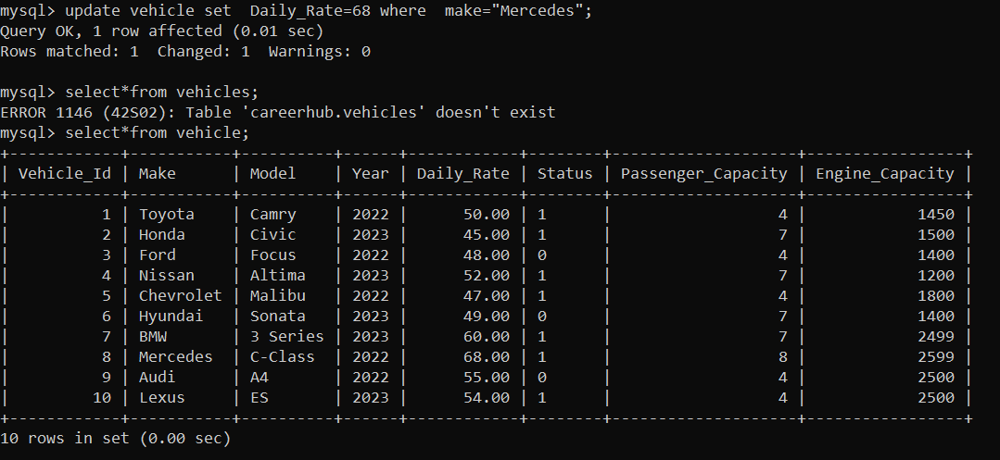 mysql> update vehicle set  Daily_Rate=68 where  make="Mercedes";
Query OK, 1 row affected (0.01 sec)
Rows matched: 1  Changed: 1  Warnings: 0
mysql> select*from vehicles;
ERROR 1146 (42S02): Table 'careerhub.vehicles' doesn't exist
mysql> select*from vehicle;
+------------+-----------+----------+------+------------+--------+--------------------+-----------------+
| Vehicle_Id | Make      | Model    | Year | Daily_Rate | Status | Passenger_Capacity | Engine_Capacity |
+------------+-----------+----------+------+------------+--------+--------------------+-----------------+
|          1 | Toyota    | Camry    | 2022 |      50.00 | 1      |                  4 |            1450 |
|          2 | Honda     | Civic    | 2023 |      45.00 | 1      |                  7 |            1500 |
|          3 | Ford      | Focus    | 2022 |      48.00 | 0      |                  4 |            1400 |
|          4 | Nissan    | Altima   | 2023 |      52.00 | 1      |                  7 |            1200 |
|          5 | Chevrolet | Malibu   | 2022 |      47.00 | 1      |                  4 |            1800 |
|          6 | Hyundai   | Sonata   | 2023 |      49.00 | 0      |                  7 |            1400 |
|          7 | BMW       | 3 Series | 2023 |      60.00 | 1      |                  7 |            2499 |
|          8 | Mercedes  | C-Class  | 2022 |      68.00 | 1      |                  8 |            2599 |
|          9 | Audi      | A4       | 2022 |      55.00 | 0      |                  4 |            2500 |
|         10 | Lexus     | ES       | 2023 |      54.00 | 1      |                  4 |            2500 |
+------------+-----------+----------+------+------------+--------+--------------------+-----------------+
10 rows in set (0.00 sec)